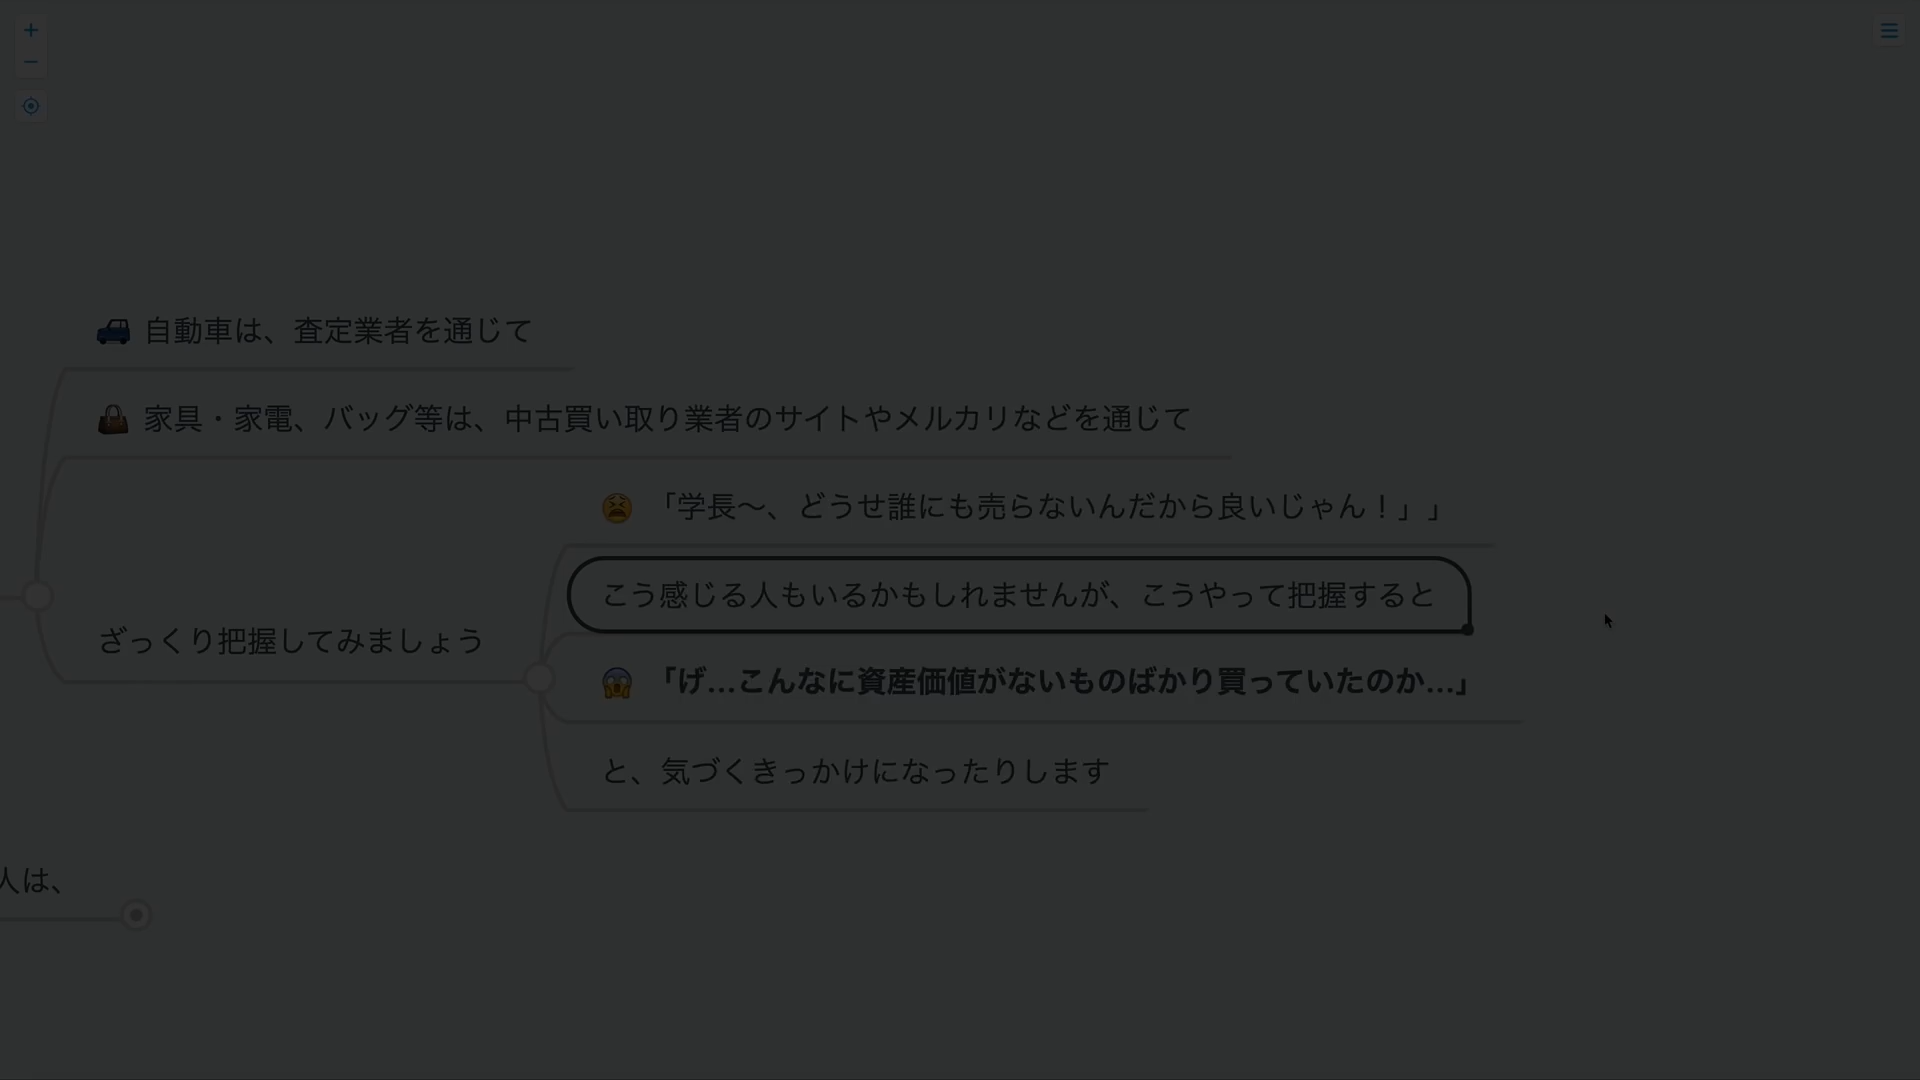 自動車は、査定業者を通じて
家具・家電、バッグ等は、中古買い取り業者のサイトやメルカリなどを通じて
「学長〜、どうせ誰にも売らないんだから良いじゃん！」」
こう感じる人もいるかもしれませんが、こうやって把握すると
ざっくり把握してみましょう
「げ…こんなに資産価値がないものばかり買っていたのか…」
と、気づくきっかけになったりします
人は、